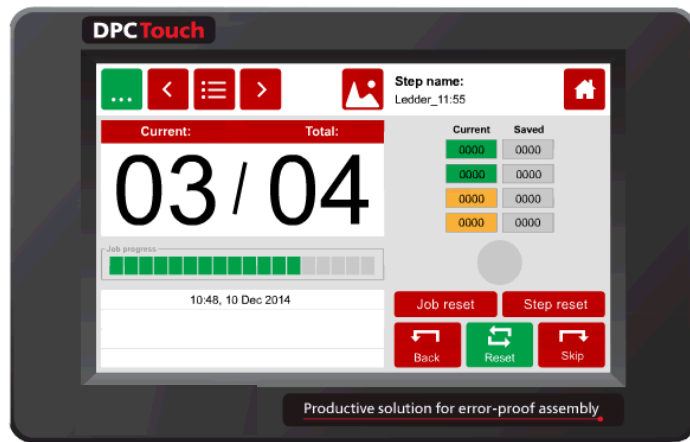 DPCTouch
...
Step name:
Ledder_11:55
Current: Total:
03/04
Current Saved
0000 0000
0000 0000
0000 0000
0000 0000
Job progress
10:48, 10 Dec 2014
Job reset Step reset
Back Reset Skip
Productive solution for error-proof assembly